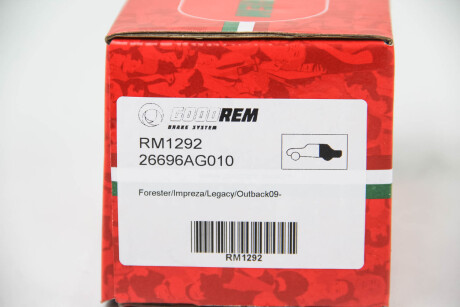 GOODREM
BRAKE SYSTEM
RM1292
26696AG010
Forester/Impreza/Legacy/Outback09-
RM1292